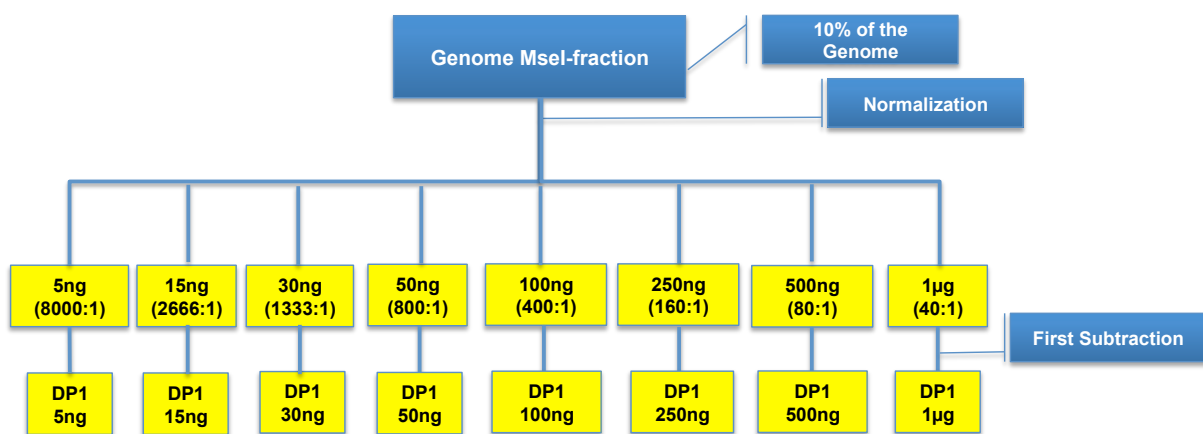 Genome MseI-fraction
10% of the
Genome
Normalization
5ng
(8000:1)
15ng
(2666:1)
30ng
(1333:1)
50ng
(800:1)
100ng
(400:1)
250ng
(160:1)
500ng
(80:1)
1µg
(40:1)
First Subtraction
DP1
5ng
DP1
15ng
DP1
30ng
DP1
50ng
DP1
100ng
DP1
250ng
DP1
500ng
DP1
1µg